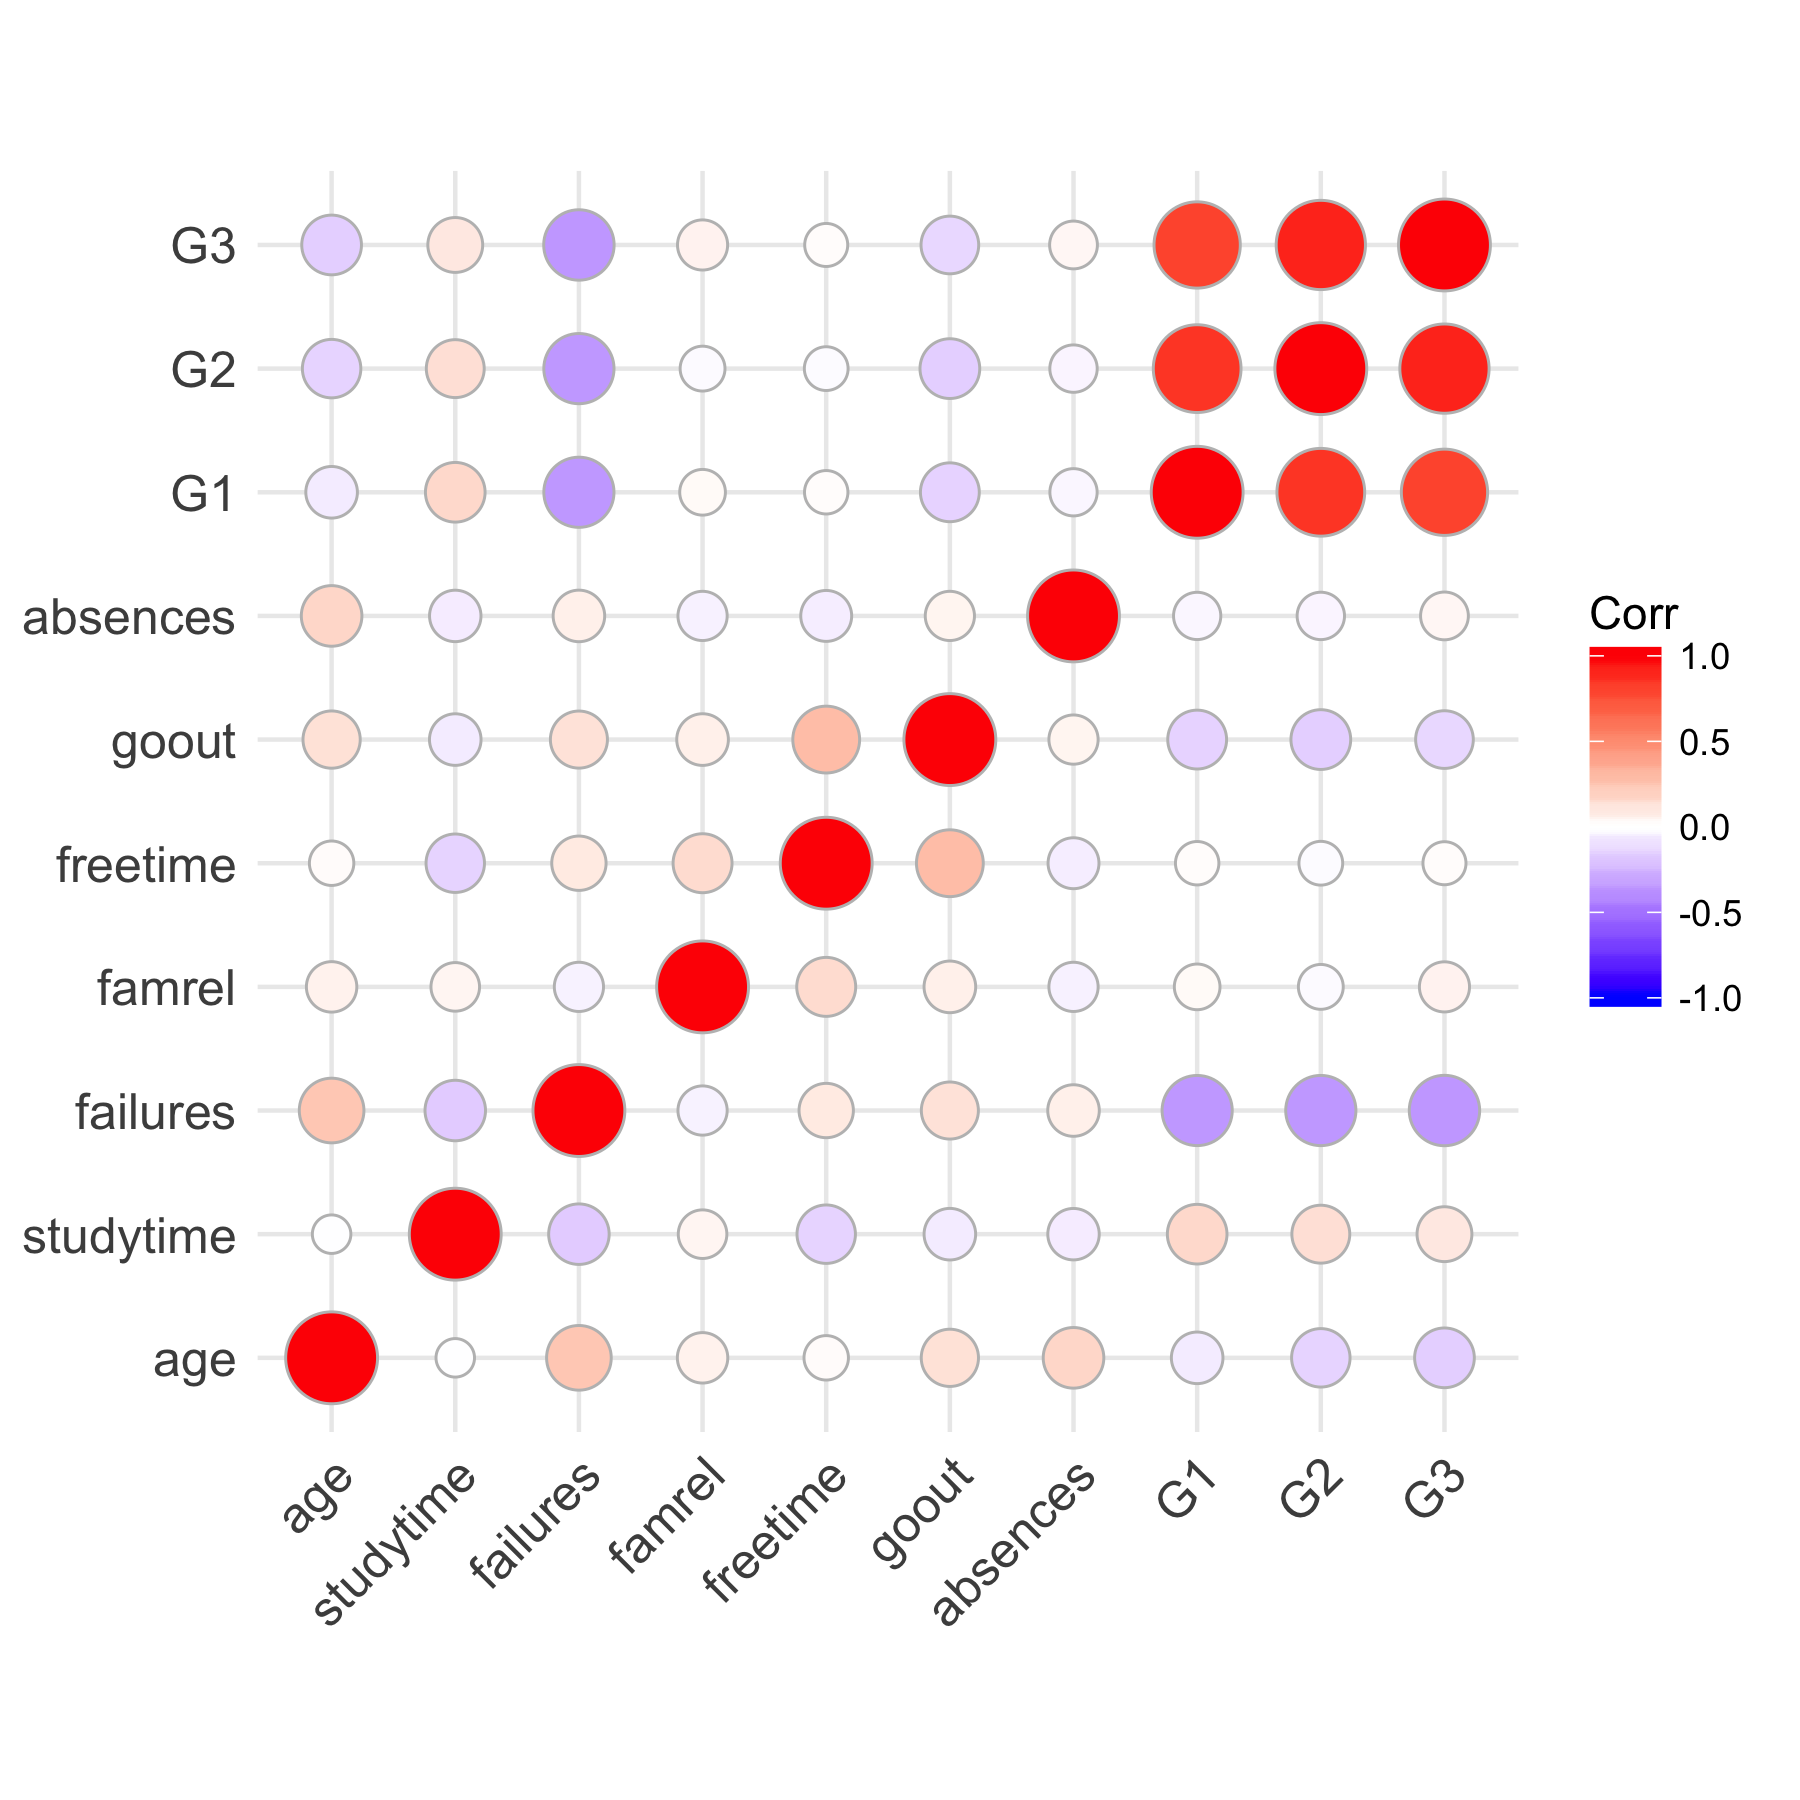 G3
G2
G1
absences
goout
freetime
famrel
failures
studytime
age
age
studytime
failures
famrel
freetime
goout
absences
G1
G2
G3
Corr
1.0
0.5
0.0
-0.5
-1.0